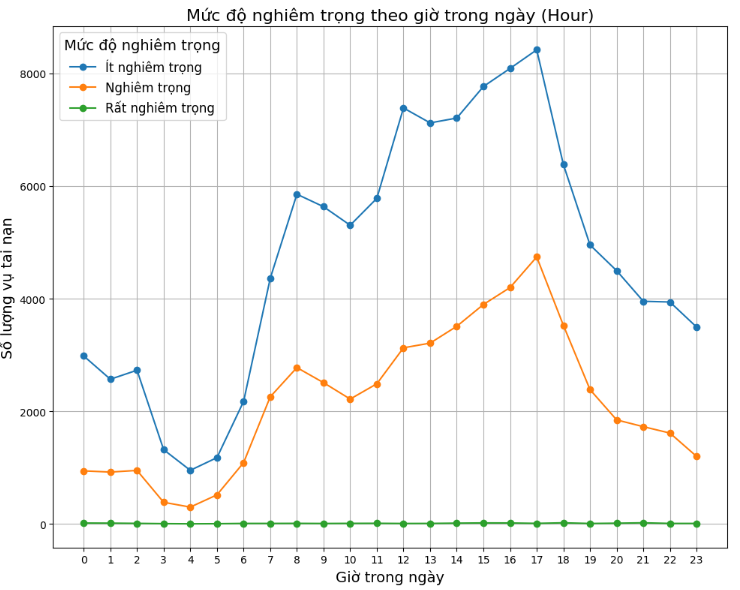 Mức độ nghiêm trọng theo giờ trong ngày (Hour)
Mức độ nghiêm trọng
Ít nghiêm trọng
Nghiêm trọng
Rất nghiêm trọng
Số lượng vụ tai nạn
8000
6000
4000
2000
0
0 1 2 3 4 5 6 7 8 9 10 11 12 13 14 15 16 17 18 19 20 21 22 23
Giờ trong ngày